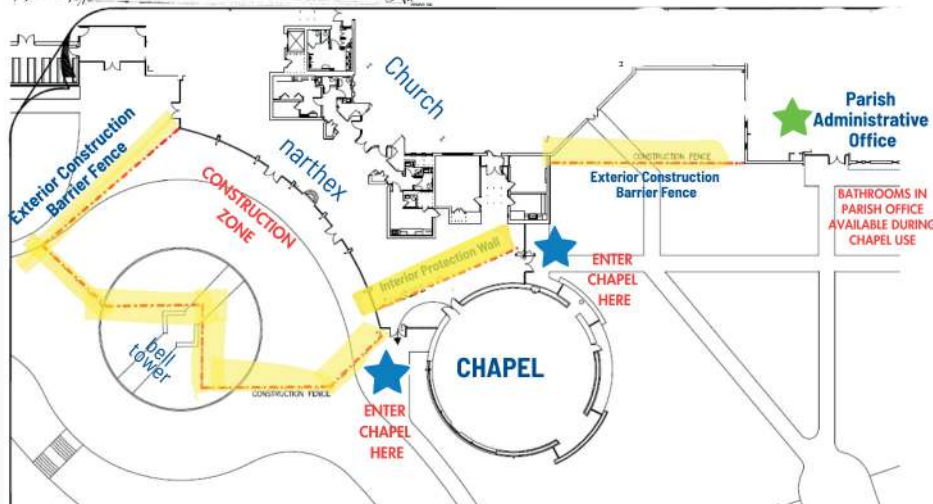 Church
narthex
Exterior Construction
Barrier Fence
CONSTRUCTION
ZONE
CONSTRUCTION FENCE
Exterior Construction
Barrier Fence
Parish
Administrative
Office
BATHROOMS IN
PARISH OFFICE
AVAILABLE DURING
CHAPEL USE
Interior Protection Wall
ENTER
CHAPEL
HERE
bell
tower
CHAPEL
CONSTRUCTION FENCE
ENTER
CHAPEL
HERE